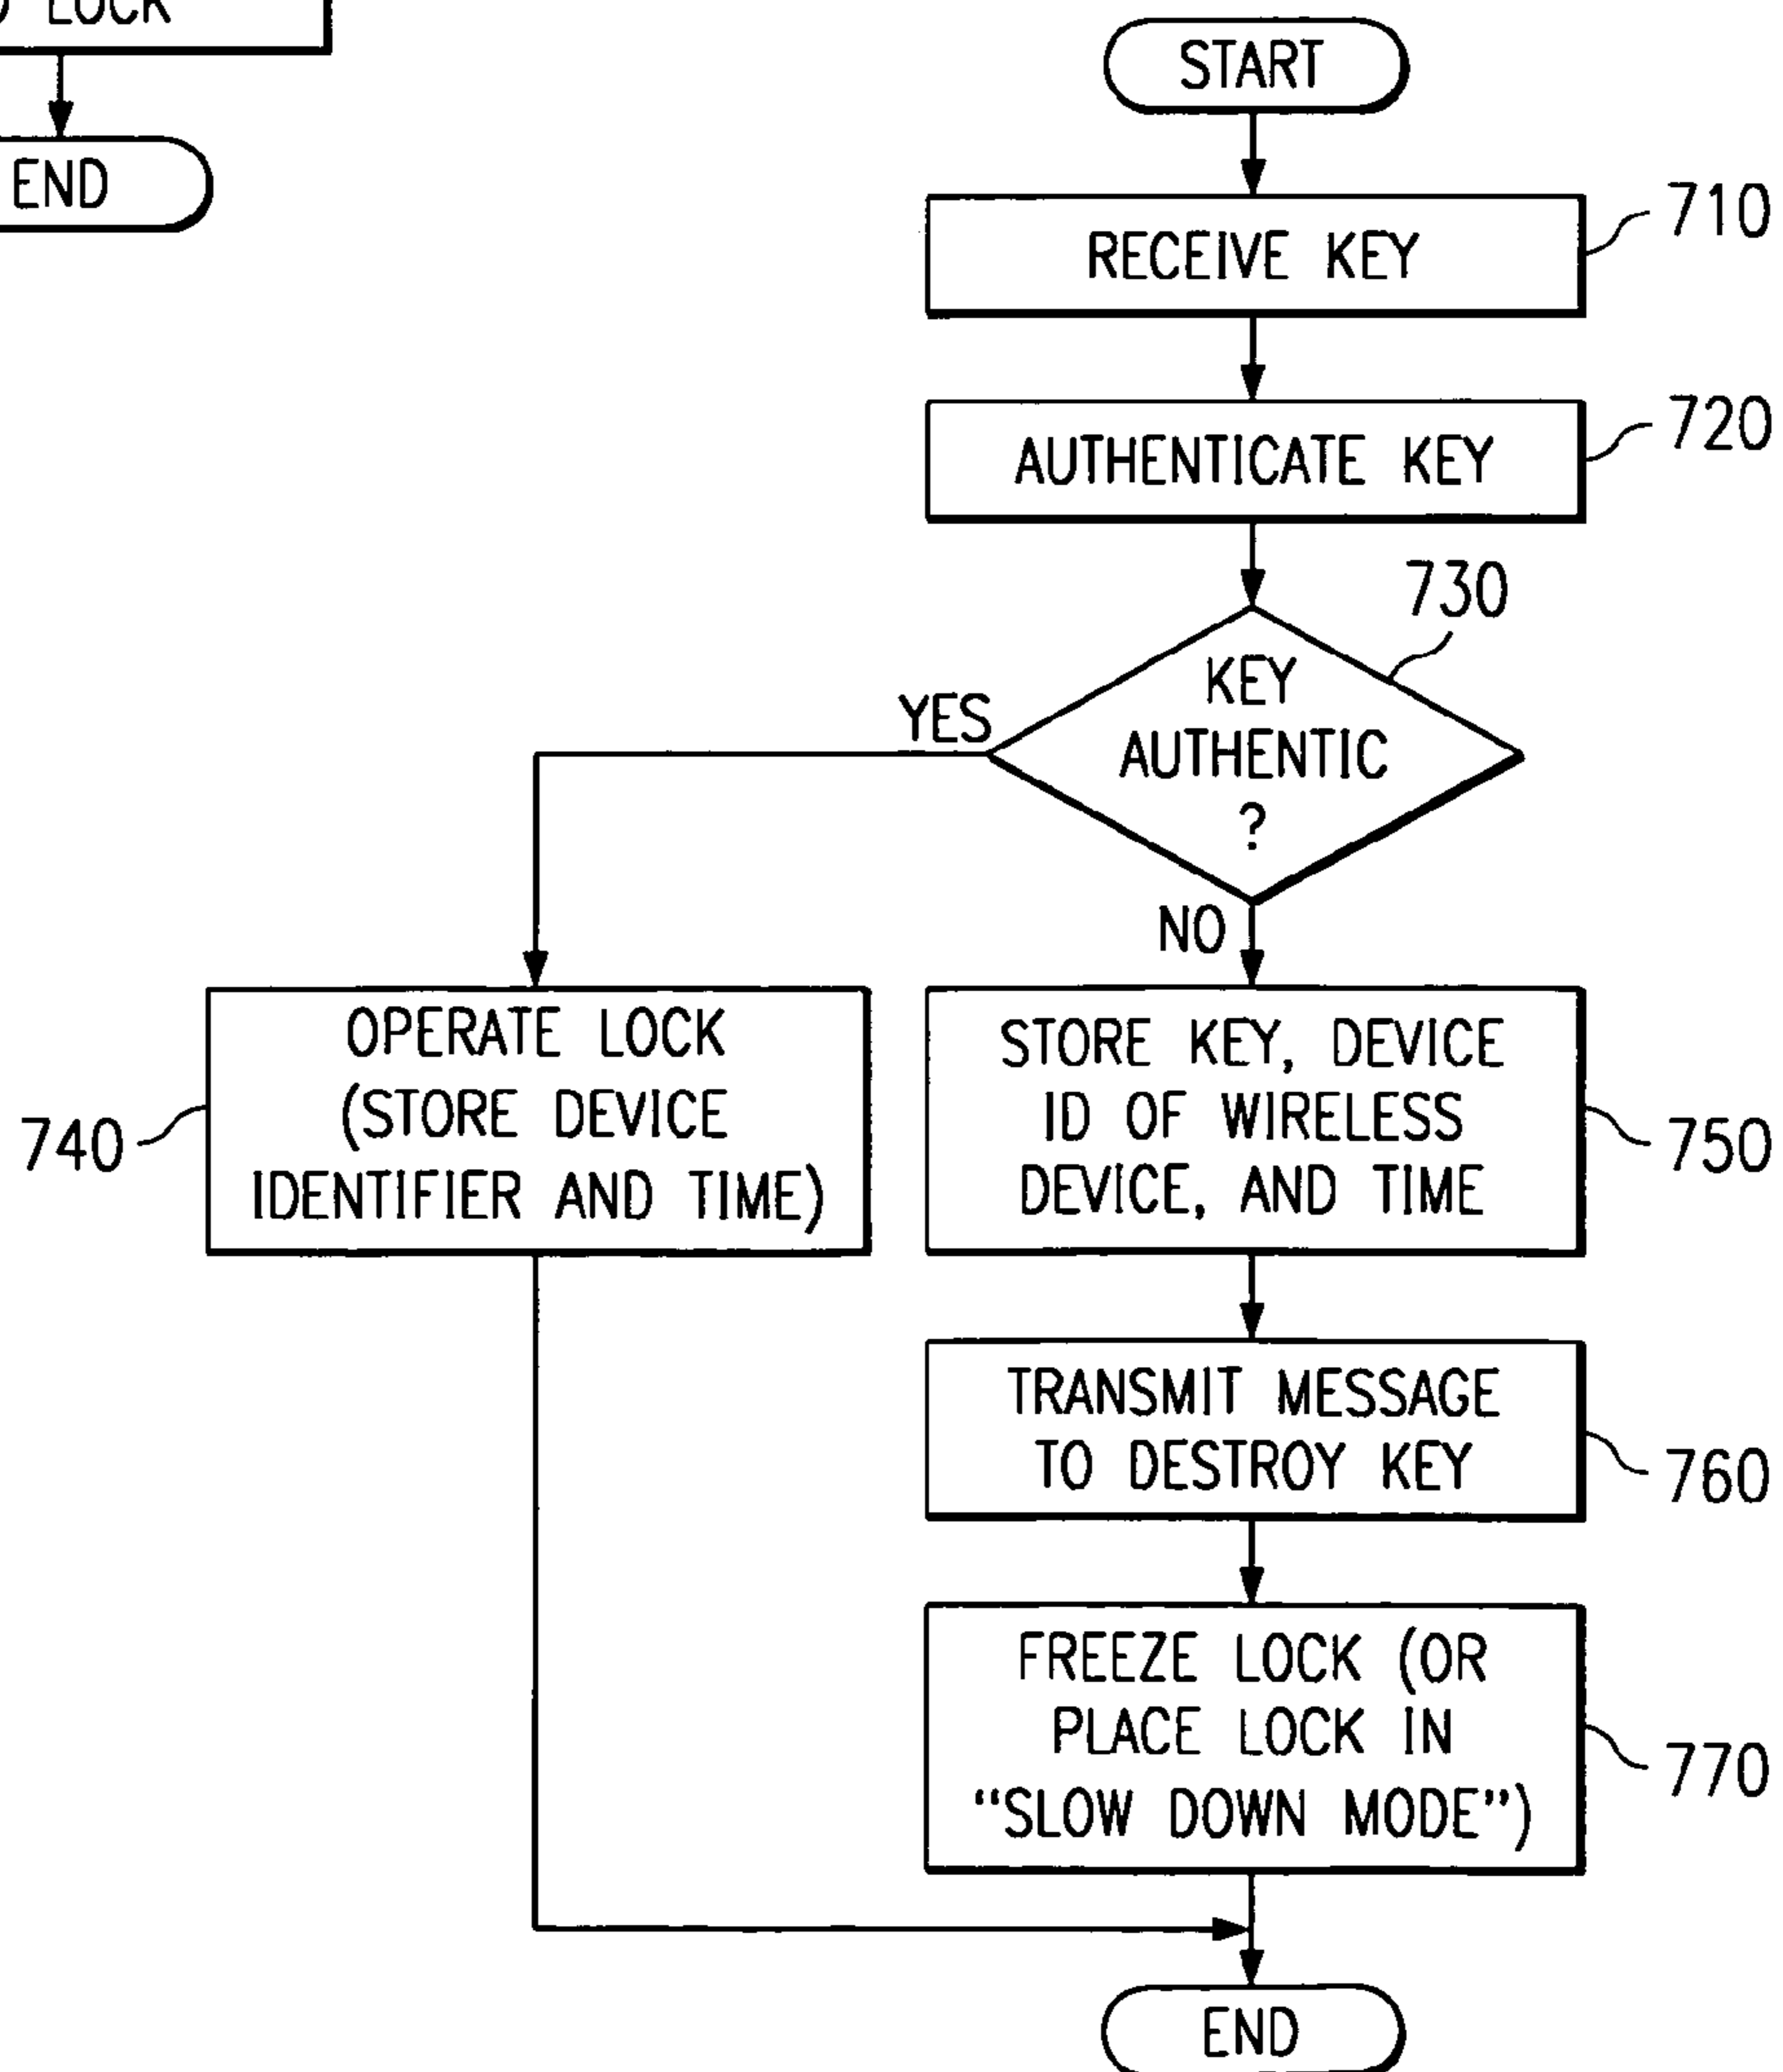 LOCK
END
START
RECEIVE KEY
710
AUTHENTICATE KEY
720
730
KEY
AUTHENTIC
?
YES
NO
OPERATE LOCK
(STORE DEVICE
IDENTIFIER AND TIME)
740
STORE KEY, DEVICE
ID OF WIRELESS
DEVICE, AND TIME
750
TRANSMIT MESSAGE
TO DESTROY KEY
760
FREEZE LOCK (OR
PLACE LOCK IN
“SLOW DOWN MODE”)
770
END